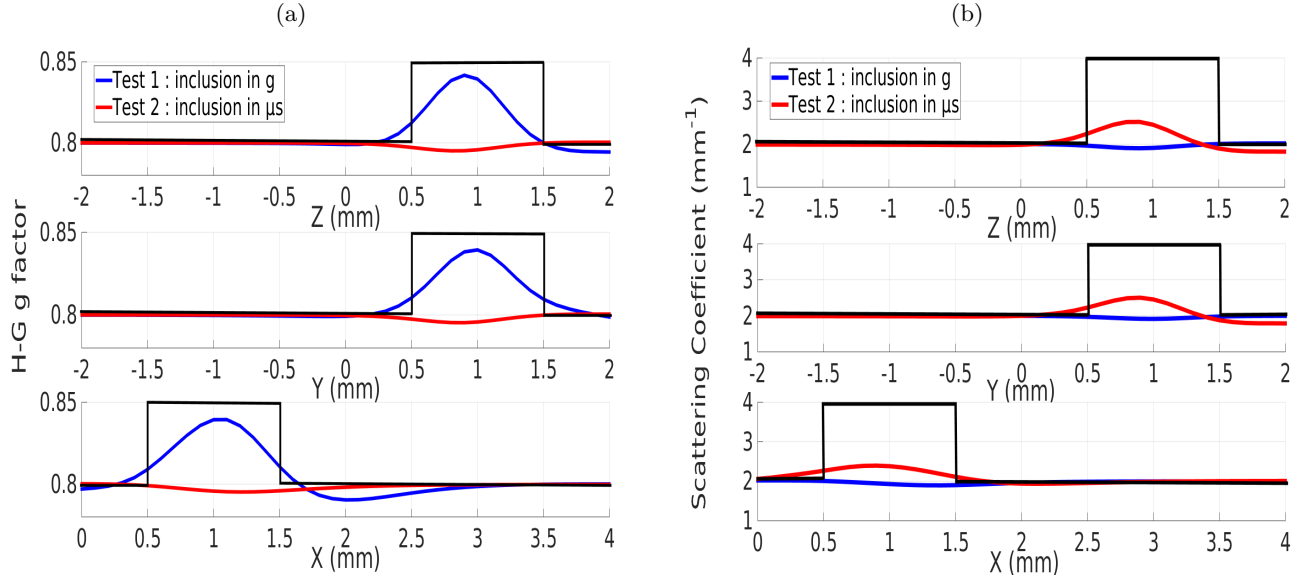 (a)
(b)
H-G g factor
0.85
0.8
Test 1 : inclusion in g
Test 2 : inclusion in µs
-2 -1.5 -1 -0.5 0 0.5 1 1.5 2
Z (mm)
0.85
0.8
-2 -1.5 -1 -0.5 0 0.5 1 1.5 2
Y (mm)
0.85
0.8
0 0.5 1 1.5 2 2.5 3 3.5 4
X (mm)
Scattering Coefficient (mm⁻¹)
4
3
2
1
Test 1 : inclusion in g
Test 2 : inclusion in µs
-2 -1.5 -1 -0.5 0 0.5 1 1.5 2
Z (mm)
4
3
2
1
-2 -1.5 -1 -0.5 0 0.5 1 1.5 2
Y (mm)
4
3
2
1
0 0.5 1 1.5 2 2.5 3 3.5 4
X (mm)